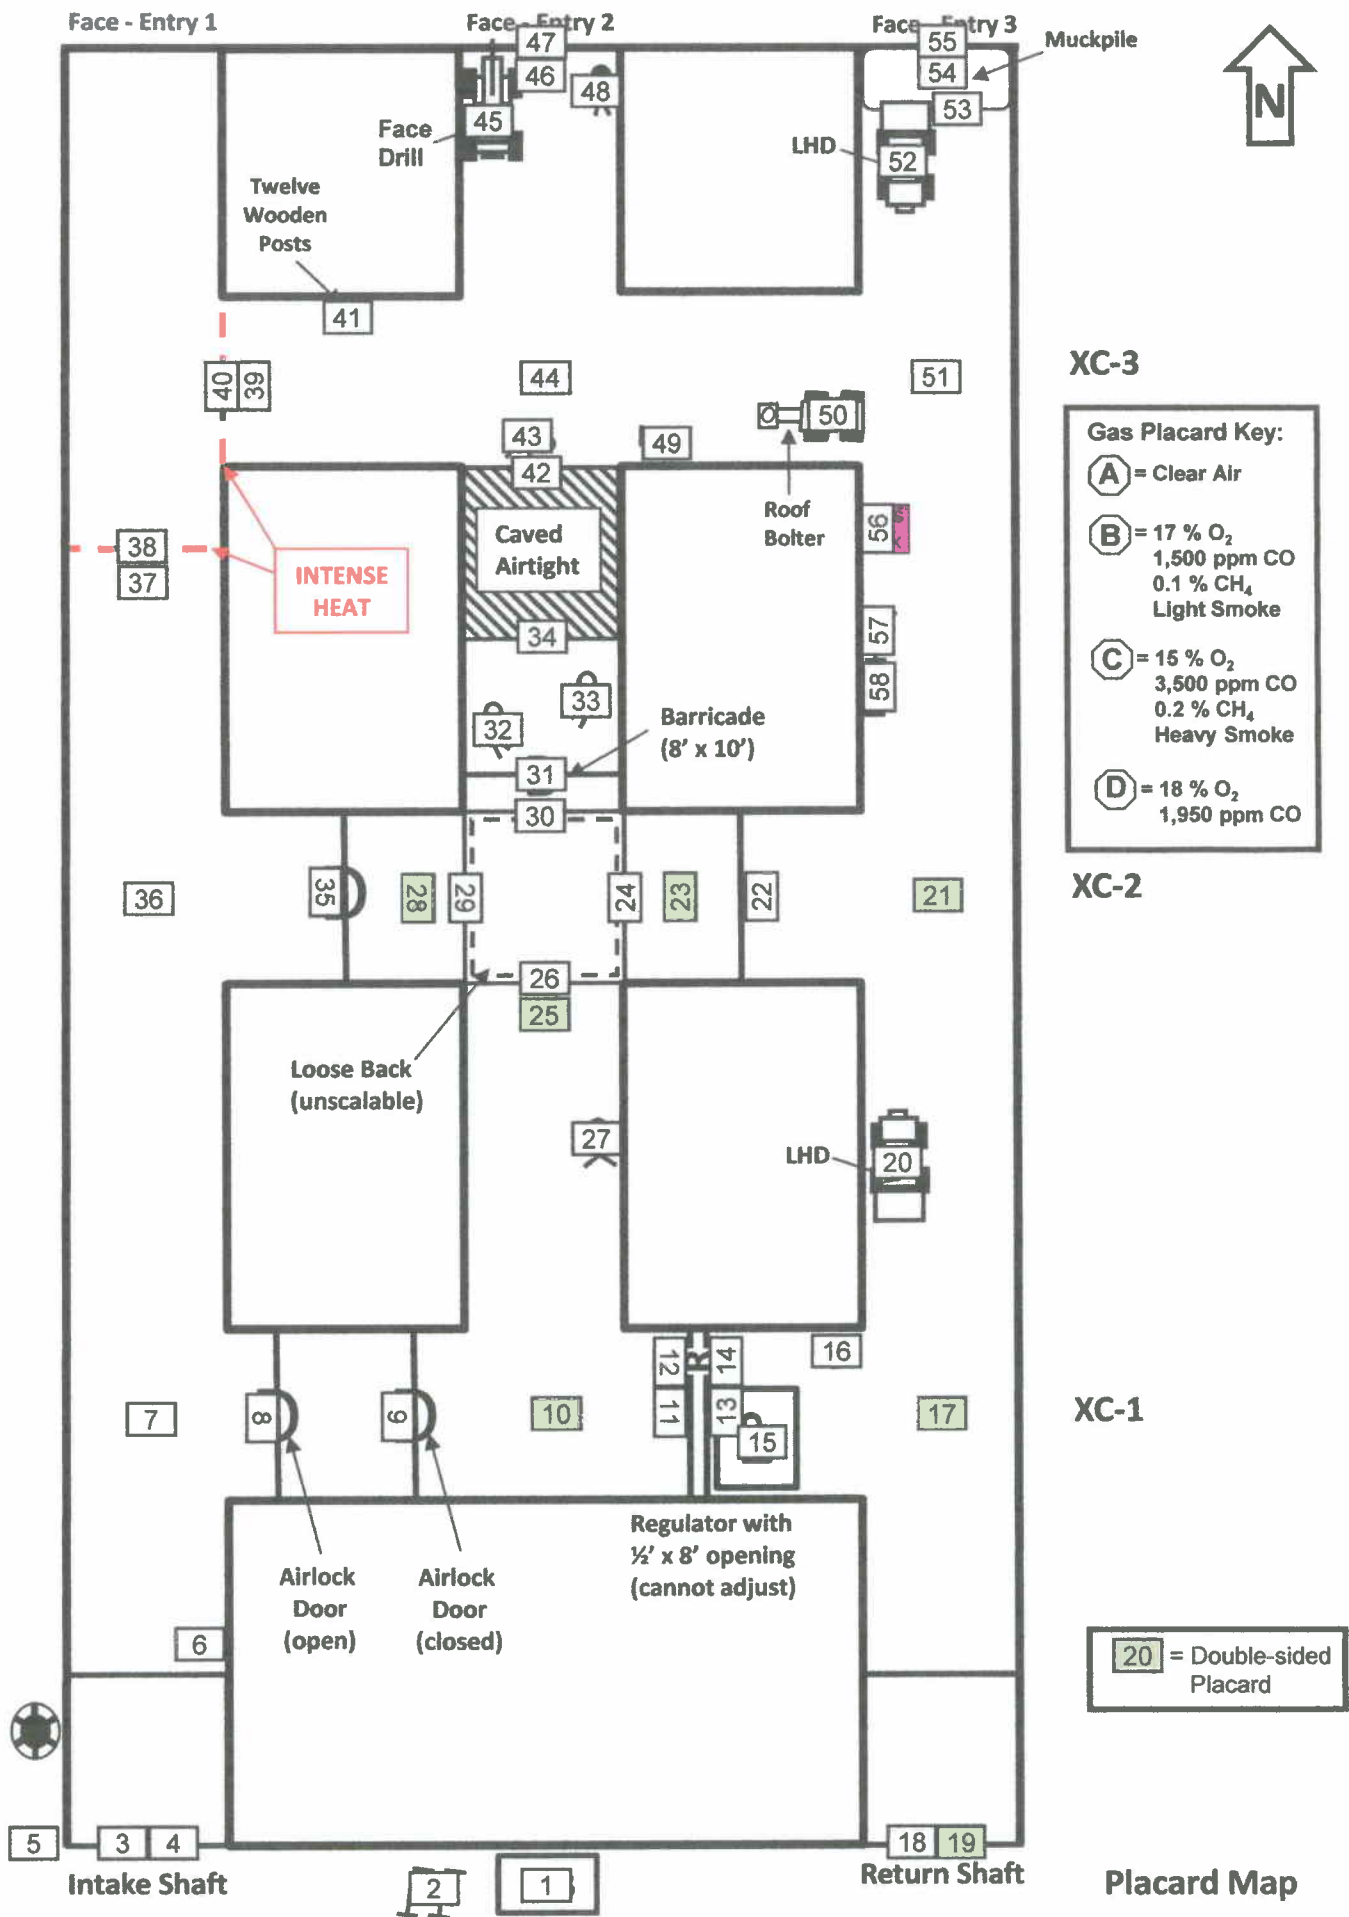 Face - Entry 1
Face - Entry 2
Face - Entry 3
47
55
Muckpile
46
54
48
53
N
45
Face
Drill
LHD
52
Twelve
Wooden
Posts
41
XC-3
40
39
44
51
50
43
49
42
Gas Placard Key:
A = Clear Air
B = 17 % O₂
1,500 ppm CO
0.1 % CH₄
Light Smoke
C = 15 % O₂
3,500 ppm CO
0.2 % CH₄
Heavy Smoke
D = 18 % O₂
1,950 ppm CO
Roof
Bolter
56
Caved
Airtight
38
37
INTENSE
HEAT
34
57
58
33
32
Barricade
(8' x 10')
31
30
36
35
28
29
24
23
22
21
XC-2
26
25
Loose Back
(unscalable)
27
LHD
20
12
R
14
16
7
8
9
10
11
13
15
17
XC-1
Regulator with
½' x 8' opening
(cannot adjust)
Airlock
Door
(open)
Airlock
Door
(closed)
6
20 = Double-sided
Placard
5
3
4
18
19
Intake Shaft
2
1
Return Shaft
Placard Map